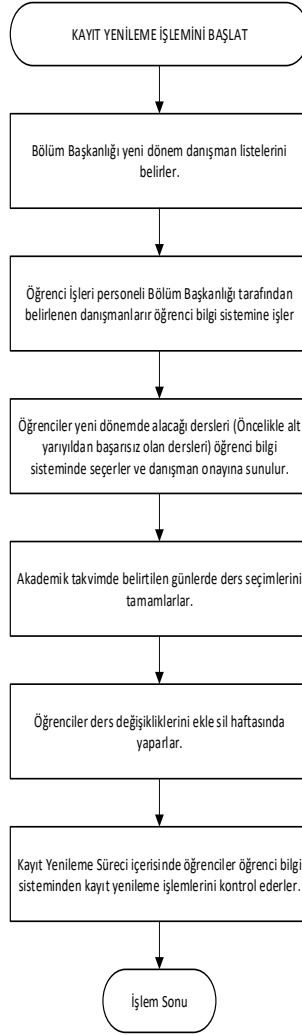 KAYIT YENİLEME İŞLEMİNİ BAŞLAT
Bölüm Başkanlığı yeni dönem danışman listelerini
belirler.
Öğrenci İşleri personeli Bölüm Başkanlığı tarafından
belirlenen danışmanlarır öğrenci bilgi sistemine işler
Öğrenciler yeni dönemde alacağı dersleri (Öncelikle alt
yarıyıldan başarısız olan dersleri) öğrenci bilgi
sisteminde seçerler ve danışman onayına sunulur.
Akademik takvimde belirtilen günlerde ders seçimlerini
tamamlarlar.
Öğrenciler ders değişikliklerini ekle sil haftasında
yaparlar.
Kayıt Yenileme Süreci içerisinde öğrenciler öğrenci bilgi
sisteminden kayıt yenileme işlemlerini kontrol ederler.
İşlem Sonu